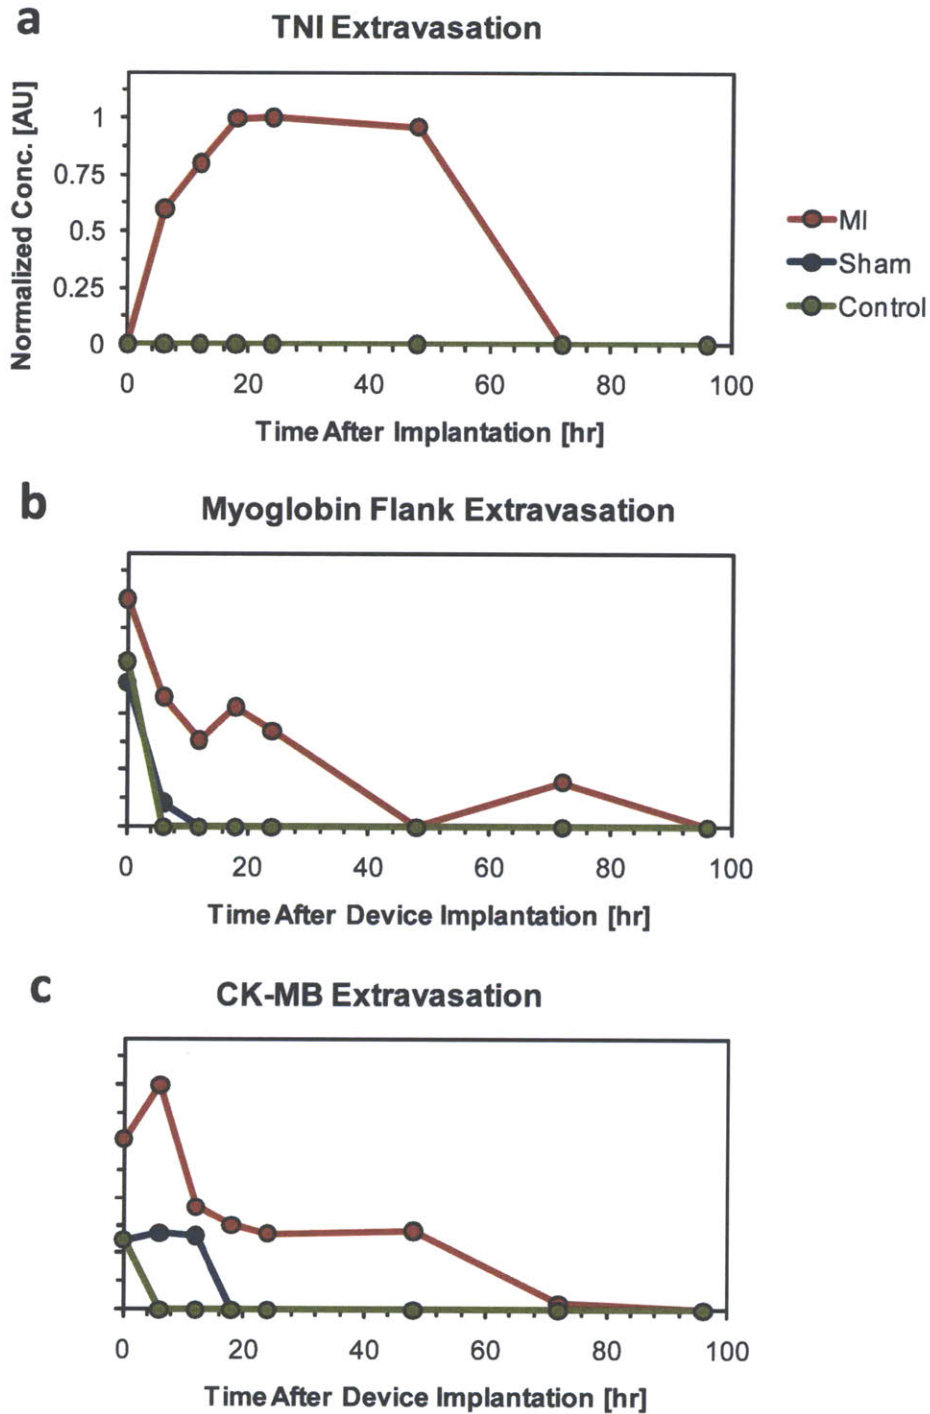 a
TNI Extravasation
Normalized Conc. [AU]
1
0.75
0.5
0.25
0
0 20 40 60 80 100
Time After Implantation [hr]
MI
Sham
Control
b
Myoglobin Flank Extravasation
0 20 40 60 80 100
Time After Device Implantation [hr]
c
CK-MB Extravasation
0 20 40 60 80 100
Time After Device Implantation [hr]